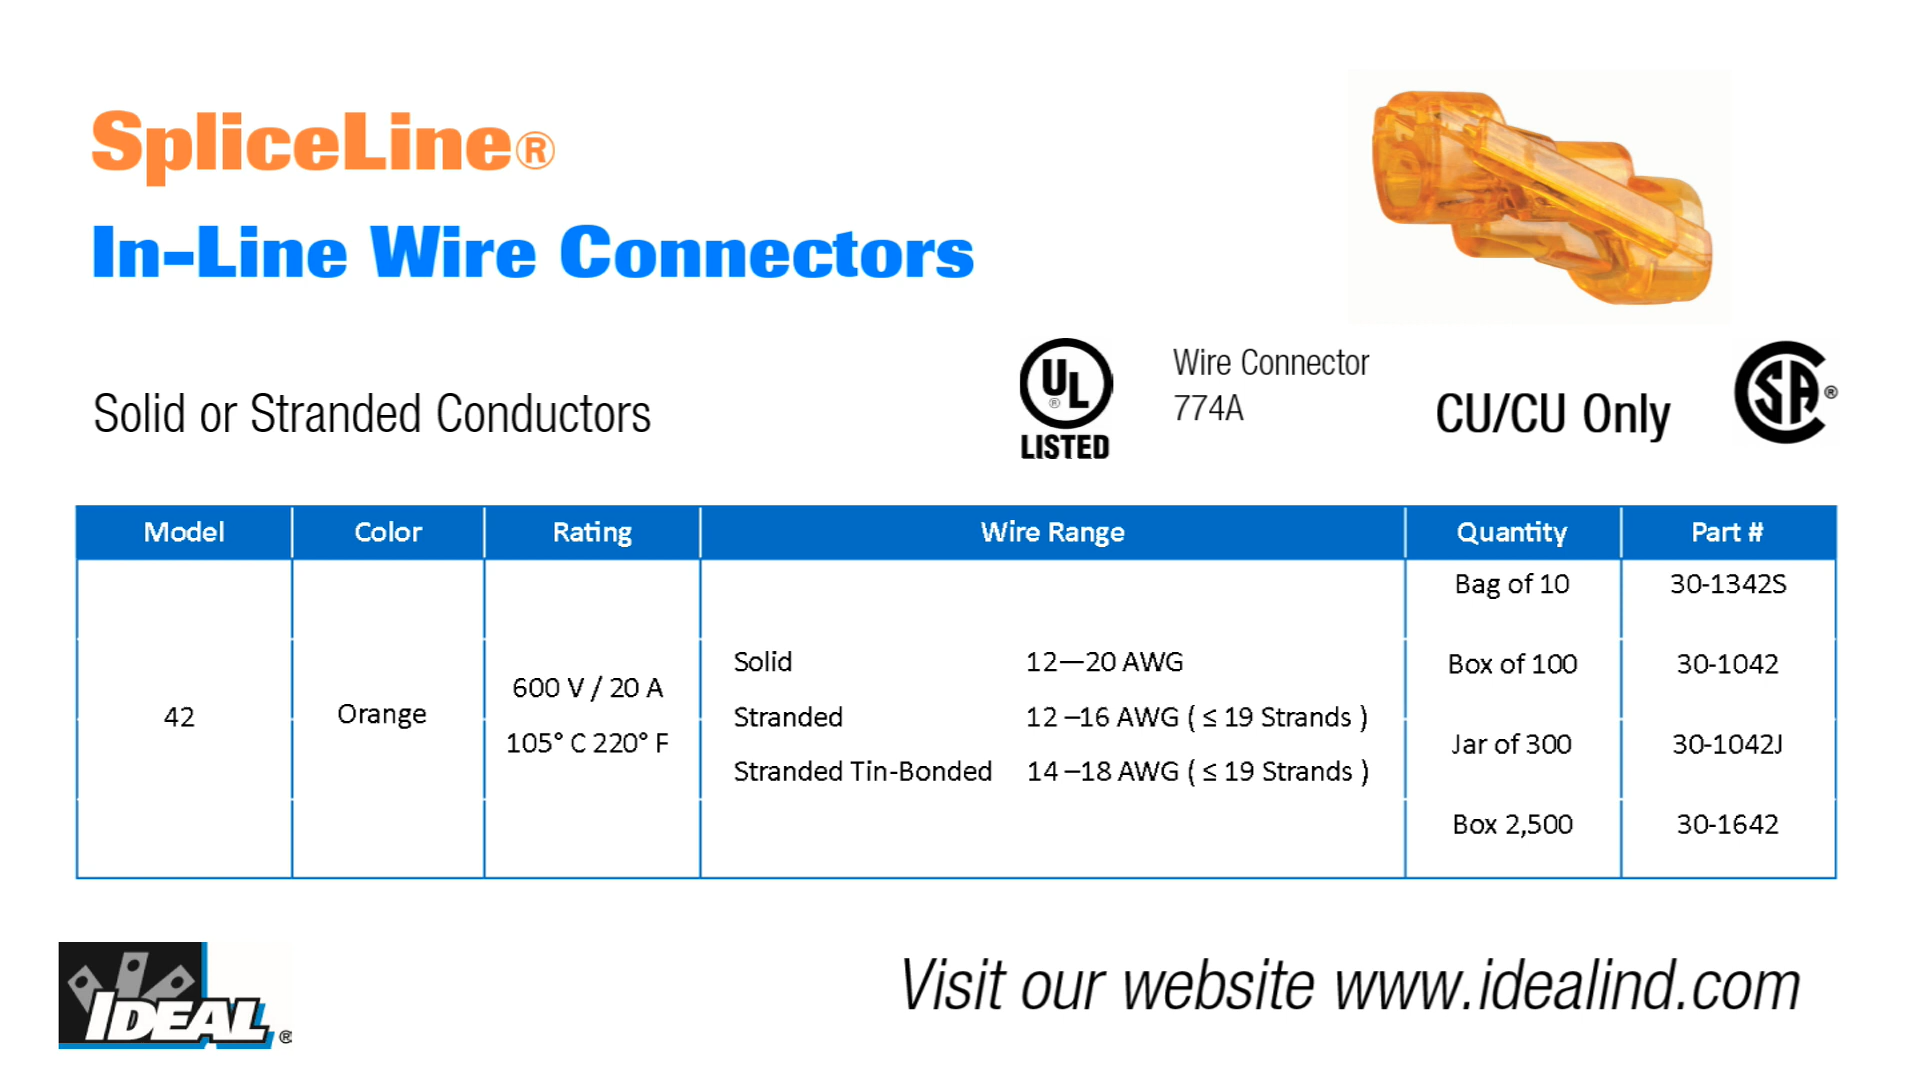 SpliceLine®
In-Line Wire Connectors
Solid or Stranded Conductors
UL®
LISTED
Wire Connector
774A
CU/CU Only
CSA®
Model Color Rating Wire Range Quantity Part #
42
Orange
600 V / 20 A
105° C 220° F
Solid 12—20 AWG
Stranded 12 –16 AWG ( ≤ 19 Strands )
Stranded Tin-Bonded 14 –18 AWG ( ≤ 19 Strands )
Bag of 10 30-1342S
Box of 100 30-1042
Jar of 300 30-1042J
Box 2,500 30-1642
IDEAL®
Visit our website www.idealind.com